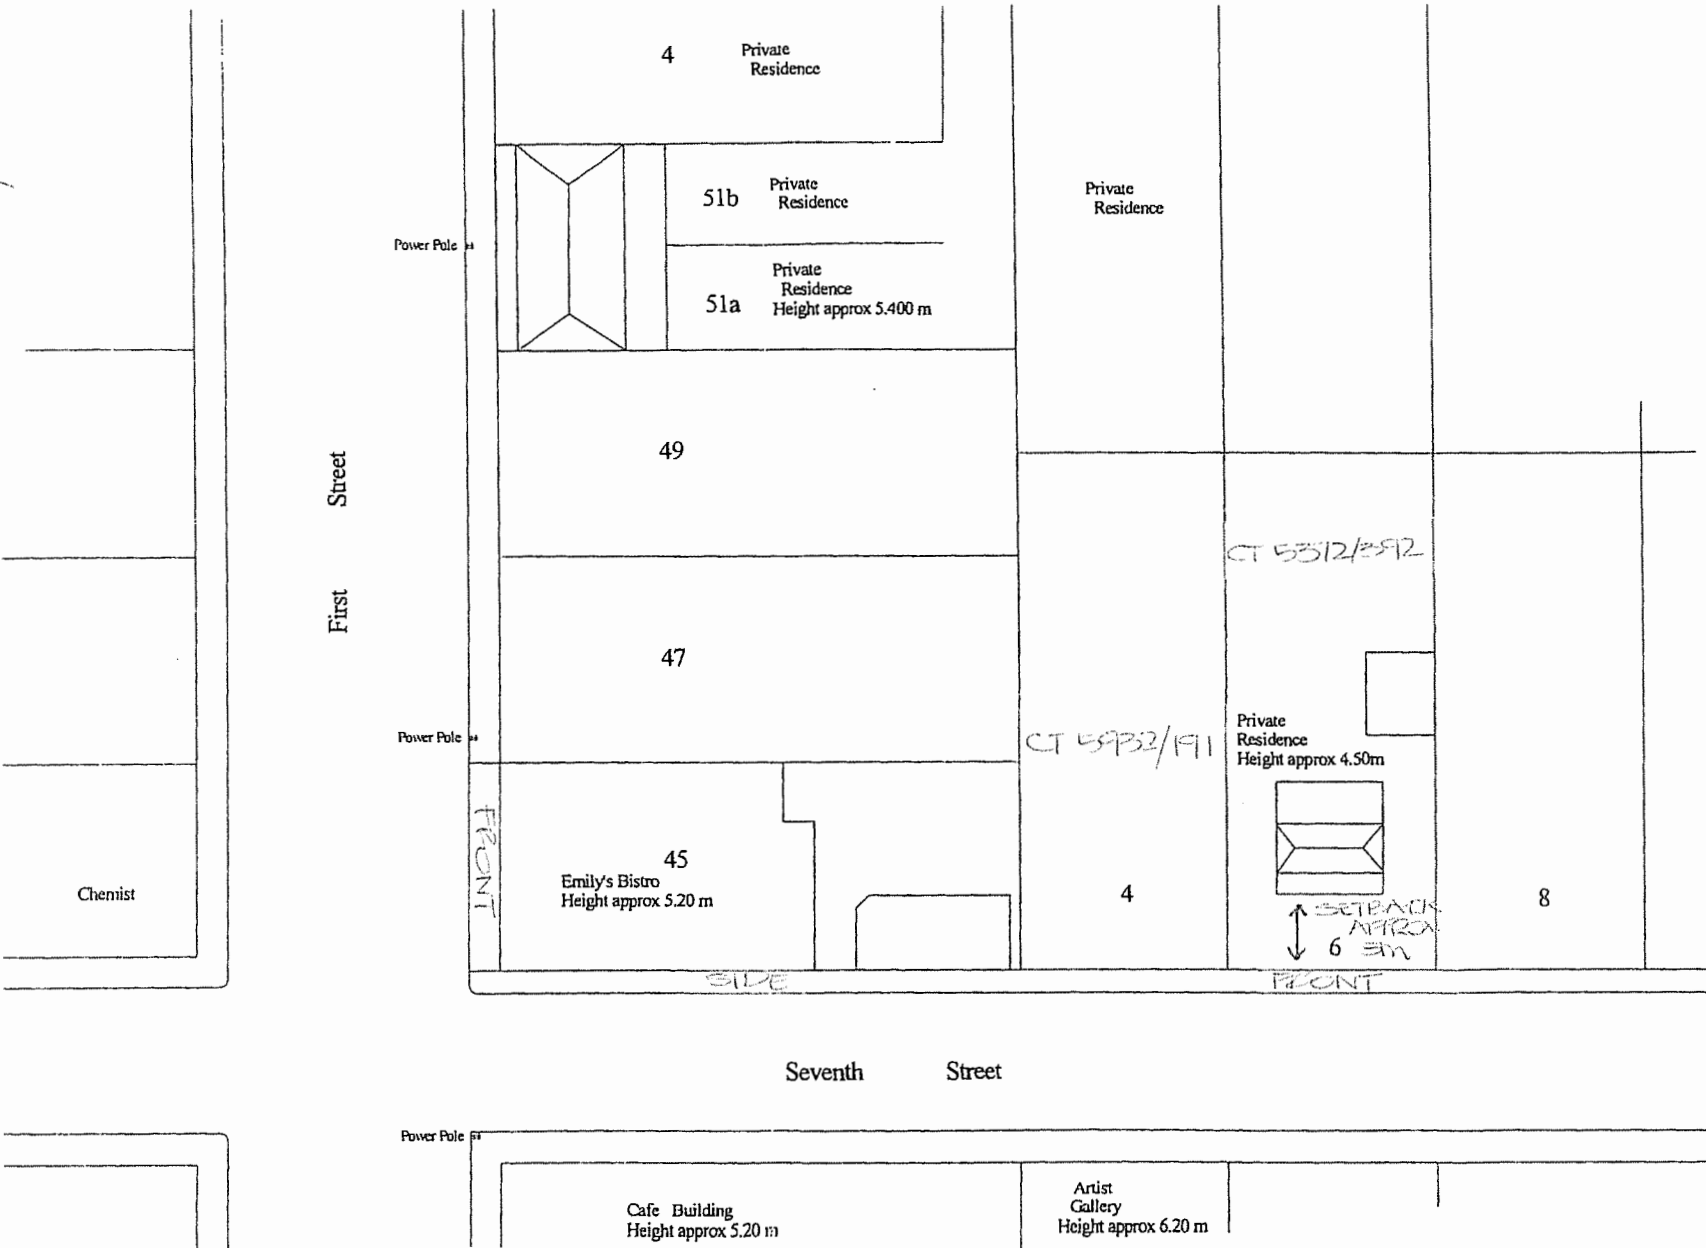 4
Private
Residence
51b
Private
Residence
Private
Residence
Power Pole
51a
Private
Residence
Height approx 5.400 m
49
First Street
CT 5372/392
47
Power Pole
CT 5932/191
Private
Residence
Height approx 4.50m
FRONT
45
Emily's Bistro
Height approx 5.20 m
Chemist
4
8
SETBACK
APPROX
6 3m
SIDE
FRONT
Seventh Street
Power Pole
Cafe Building
Height approx 5.20 m
Artist
Gallery
Height approx 6.20 m